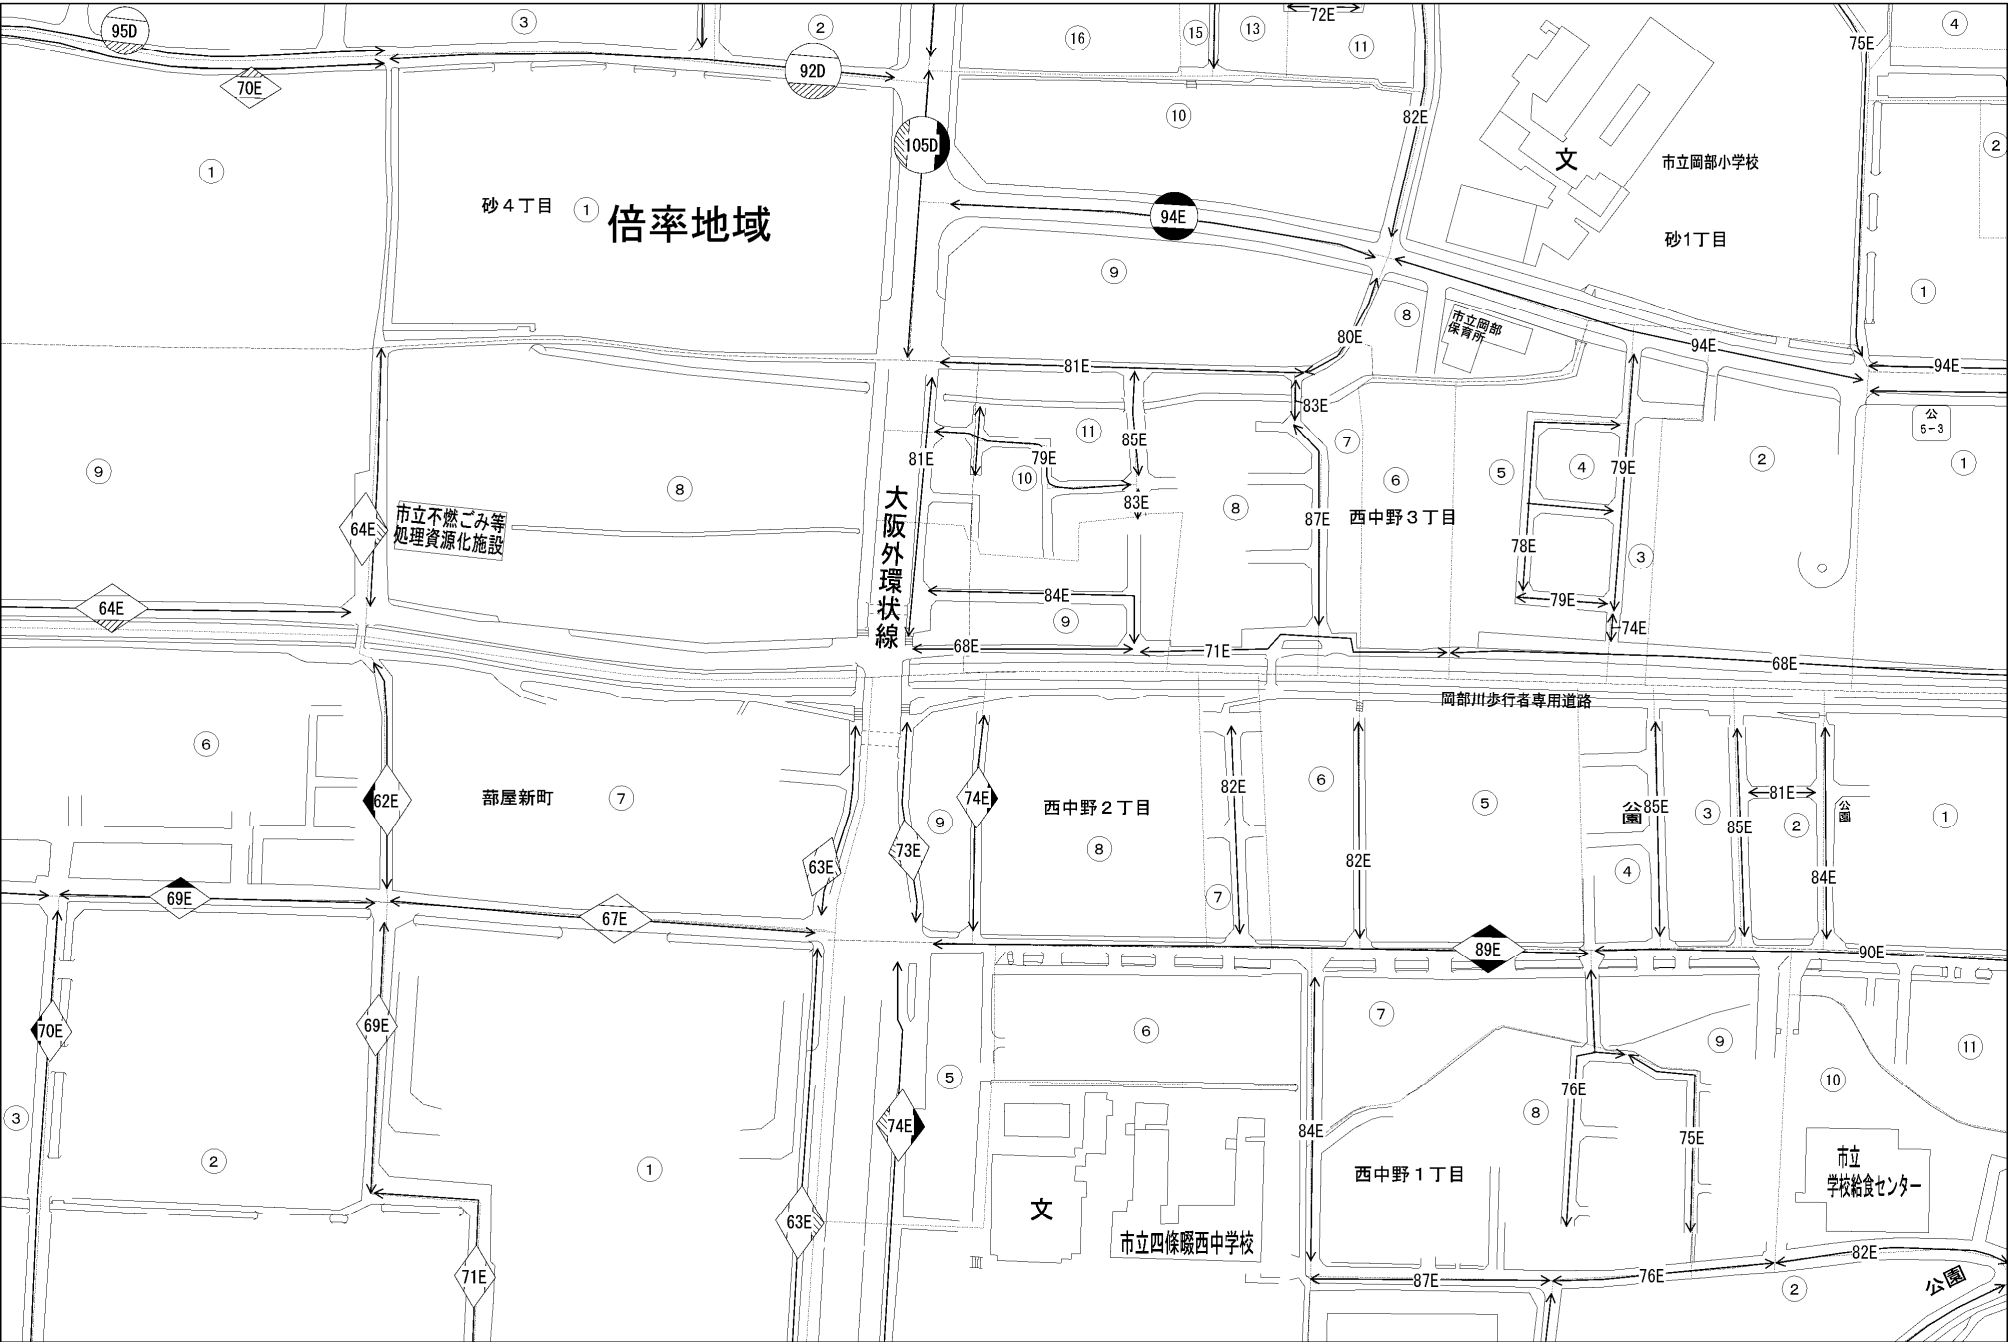 95D
③
②
⑯
⑮
⑬
72E
⑪
75E
④
70E
92D
82E
①
砂4丁目
①
倍率地域
105D
⑩
94E
文
市立岡部小学校
砂1丁目
②
①
⑨
⑧
市立岡部
保育所
80E
94E
94E
81E
83E
85E
⑪
81E
79E
⑩
83E
⑦
⑥
⑤
④
79E
②
公
5-3
①
⑨
⑧
64E
市立不燃ごみ等
処理資源化施設
大阪外環状線
⑧
87E
西中野3丁目
78E
③
64E
84E
⑨
79E
74E
68E
71E
68E
岡部川歩行者専用道路
⑥
62E
蔀屋新町
⑦
63E
73E
⑨
74E
西中野2丁目
⑧
82E
⑦
⑥
82E
⑤
公園
85E
③
85E
81E
②
公園
84E
①
④
69E
67E
89E
90E
70E
69E
⑥
⑦
⑨
⑪
⑤
⑩
③
74E
76E
⑧
84E
75E
②
①
西中野1丁目
市立
学校給食センター
63E
文
市立四條畷西中学校
71E
87E
76E
82E
②
公園